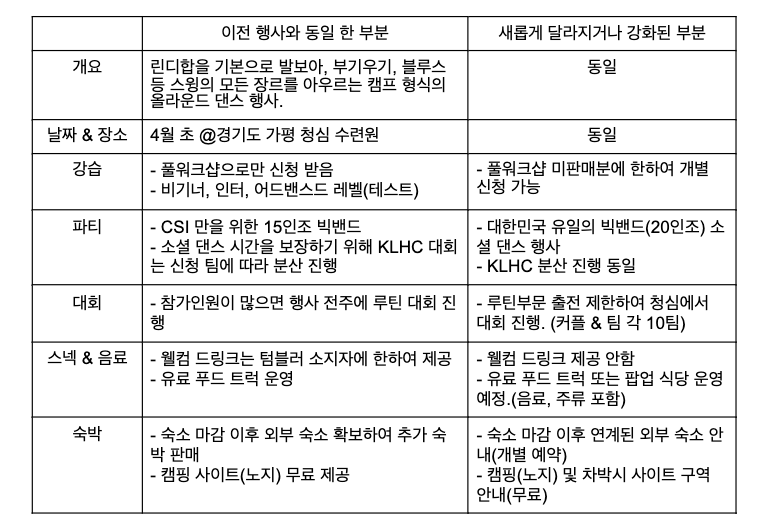 이전 행사와 동일 한 부분
새롭게 달라지거나 강화된 부분
개요
린디합을 기본으로 발보아, 부기우기, 블루스
등 스윙의 모든 장르를 아우르는 캠프 형식의
올라운드 댄스 행사.
동일
날짜 & 장소
4월 초 @경기도 가평 청심 수련원
동일
강습
- 풀워크샵으로만 신청 받음
- 비기너, 인터, 어드밴스드 레벨(테스트)
- 풀워크샵 미판매분에 한하여 개별
신청 가능
파티
- CSI 만을 위한 15인조 빅밴드
- 소셜 댄스 시간을 보장하기 위해 KLHC 대회
는 신청 팀에 따라 분산 진행
- 대한민국 유일의 빅밴드(20인조) 소
셜 댄스 행사
- KLHC 분산 진행 동일
대회
- 참가인원이 많으면 행사 전주에 루틴 대회 진
행
- 루틴부문 출전 제한하여 청심에서
대회 진행. (커플 & 팀 각 10팀)
스넥 & 음료
- 웰컴 드링크는 텀블러 소지자에 한하여 제공
- 유료 푸드 트럭 운영
- 웰컴 드링크 제공 안함
- 유료 푸드 트럭 또는 팝업 식당 운영
예정.(음료, 주류 포함)
숙박
- 숙소 마감 이후 외부 숙소 확보하여 추가 숙
박 판매
- 캠핑 사이트(노지) 무료 제공
- 숙소 마감 이후 연계된 외부 숙소 안
내(개별 예약)
- 캠핑(노지) 및 차박시 사이트 구역
안내(무료)